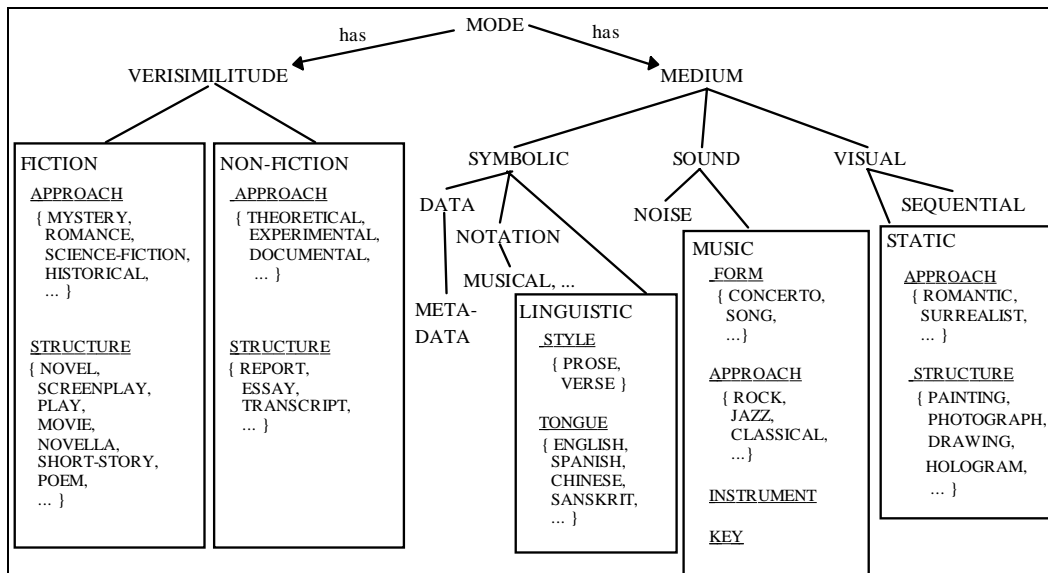 MODE
has
has
VERISIMILITUDE
MEDIUM
FICTION
APPROACH
{ MYSTERY,
ROMANCE,
SCIENCE-FICTION,
HISTORICAL,
... }
STRUCTURE
{ NOVEL,
SCREENPLAY,
PLAY,
MOVIE,
NOVELLA,
SHORT-STORY,
POEM,
... }
NON-FICTION
APPROACH
{ THEORETICAL,
EXPERIMENTAL,
DOCUMENTAL,
... }
STRUCTURE
{ REPORT,
ESSAY,
TRANSCRIPT,
... }
SYMBOLIC
SOUND
VISUAL
DATA
NOTATION
MUSICAL, ...
META-
DATA
LINGUISTIC
STYLE
{ PROSE,
VERSE }
TONGUE
{ ENGLISH,
SPANISH,
CHINESE,
SANSKRIT,
... }
NOISE
MUSIC
FORM
{ CONCERTO,
SONG,
...}
APPROACH
{ ROCK,
JAZZ,
CLASSICAL,
...}
INSTRUMENT
KEY
SEQUENTIAL
STATIC
APPROACH
{ ROMANTIC,
SURREALIST,
... }
STRUCTURE
{ PAINTING,
PHOTOGRAPH,
DRAWING,
HOLOGRAM,
... }